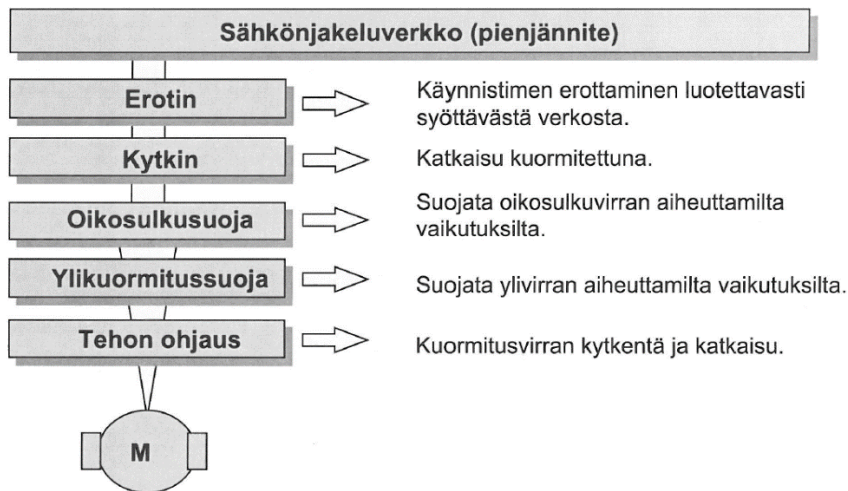 Sähkönjakeluverkko (pienjännite)
Erotin
Käynnistimen erottaminen luotettavasti
syöttävästä verkosta.
Kytkin
Katkaisu kuormitettuna.
Oikosulkusuoja
Suojata oikosulkuvirran aiheuttamilta
vaikutuksilta.
Ylikuormitussuoja
Suojata ylivirran aiheuttamilta vaikutuksilta.
Tehon ohjaus
Kuormitusvirran kytkentä ja katkaisu.
M